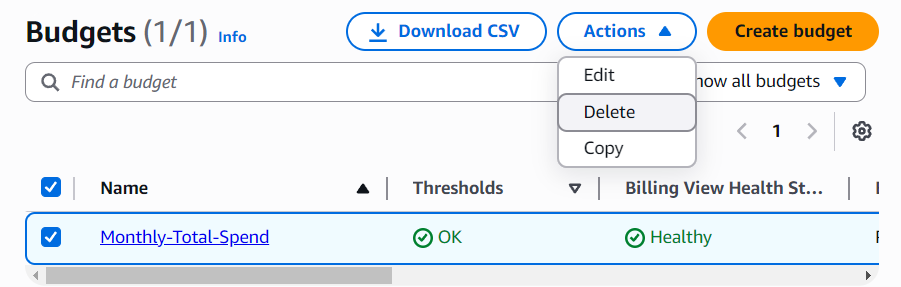 Budgets (1/1) Info Download CSV Actions Create budget
Find a budget
now all budgets
Edit
Delete
Copy
1
Name Thresholds Billing View Health St...
Monthly-Total-Spend OK Healthy